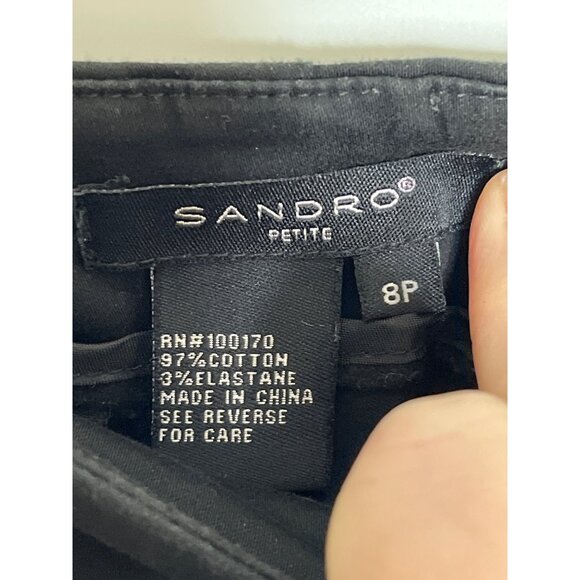 SANDRO®
PETITE
8P
RN#100170
97%COTTON
3%ELASTANE
MADE IN CHINA
SEE REVERSE
FOR CARE